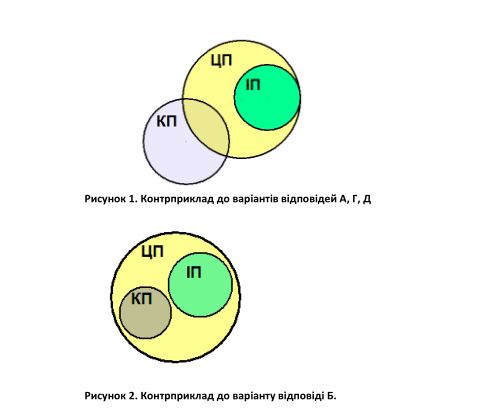 ЦП
ІП
КП
Рисунок 1. Контрприклад до варіантів відповідей А, Г, Д
ЦП
ІП
КП
Рисунок 2. Контрприклад до варіанту відповіді Б.